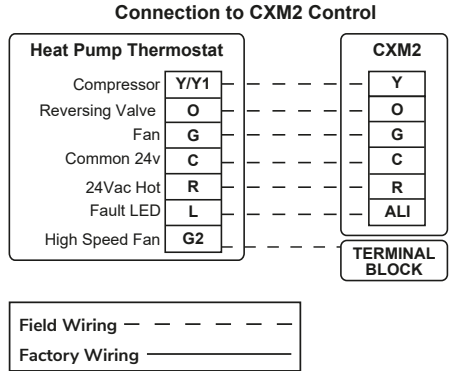 Connection to CXM2 Control
Heat Pump Thermostat
CXM2
Compressor Y/Y1 Y
Reversing Valve O O
Fan G G
Common 24v C C
24Vac Hot R R
Fault LED L ALI
High Speed Fan G2
TERMINAL
BLOCK
Field Wiring
Factory Wiring